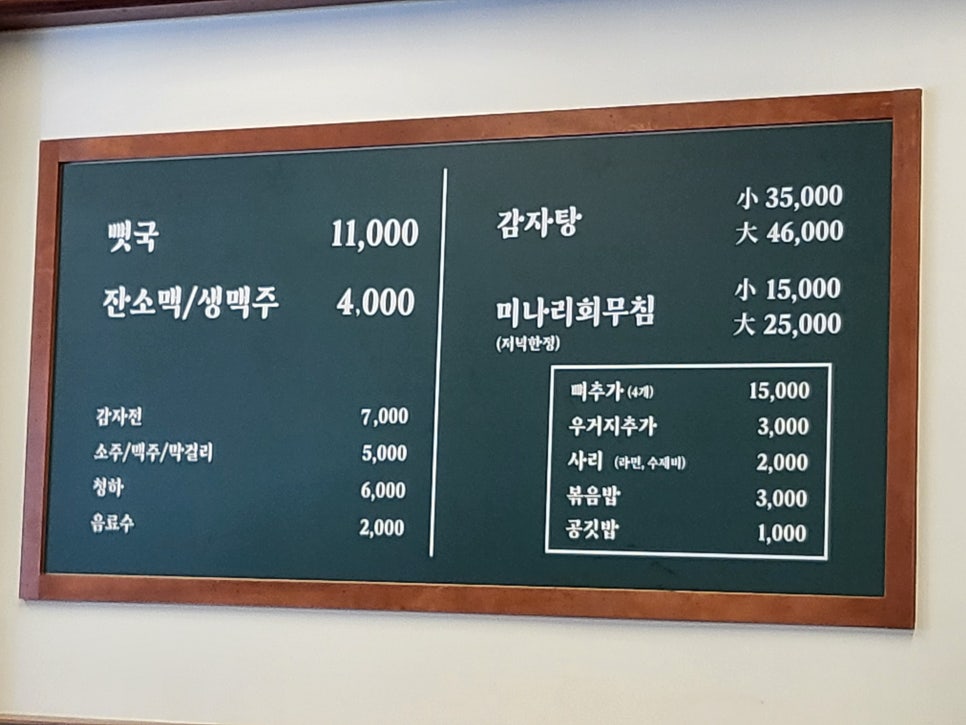 뼛국 11,000
잔소맥/생맥주 4,000
감자전 7,000
소주/맥주/막걸리 5,000
청하 6,000
음료수 2,000
감자탕 小 35,000
大 46,000
미나리회무침 小 15,000
(저녁한정) 大 25,000
뼈추가 (4개) 15,000
우거지추가 3,000
사리 (라면, 수제비) 2,000
볶음밥 3,000
공깃밥 1,000